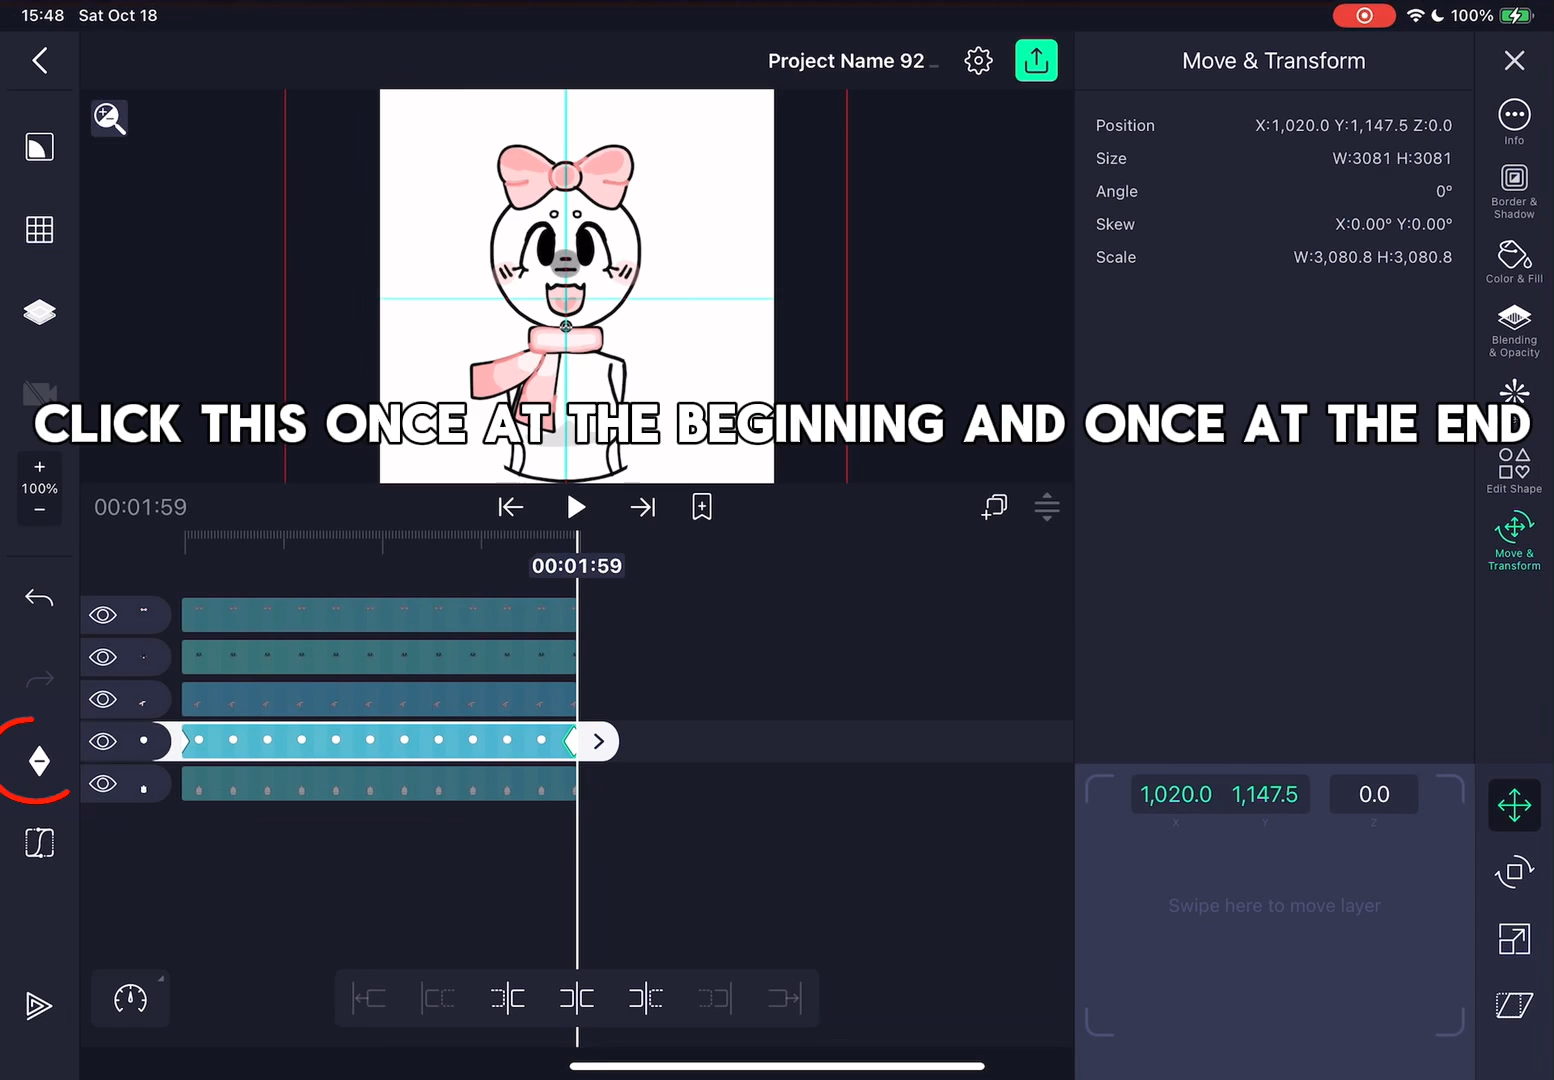 15:48 Sat Oct 18
100%
Project Name 92
Move & Transform
Position X:1,020.0 Y:1,147.5 Z:0.0
Size W:3081 H:3081
Angle 0°
Skew X:0.00° Y:0.00°
Scale W:3,080.8 H:3,080.8
Info
Border &
Shadow
Color & Fill
Blending
& Opacity
Edit Shape
Move &
Transform
CLICK THIS ONCE AT THE BEGINNING AND ONCE AT THE END
+
100%
−
00:01:59
00:01:59
1,020.0 1,147.5 0.0
X Y Z
Swipe here to move layer